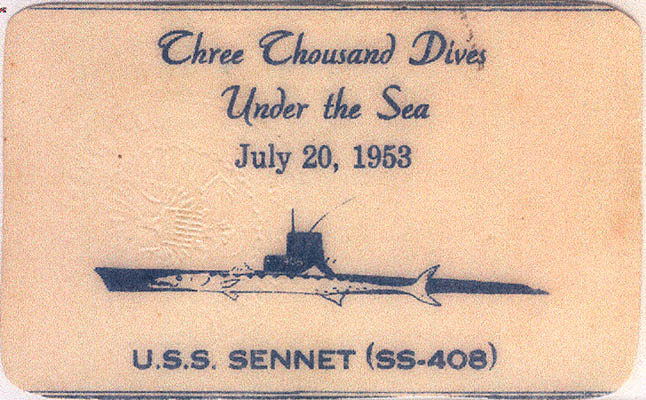 Three Thousand Dives
Under the Sea
July 20, 1953
U.S.S. SENNET (SS-408)